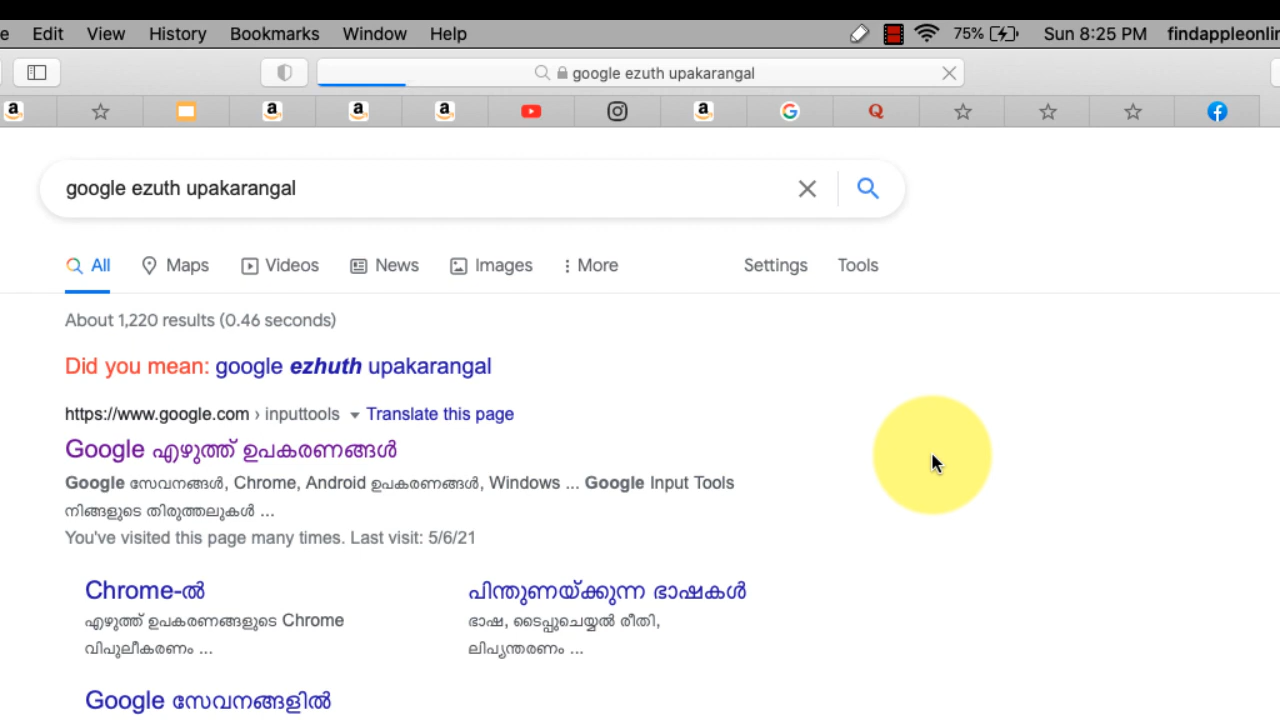 Edit View History Bookmarks Window Help 75% Sun 8:25 PM
google ezuth upakarangal
google ezuth upakarangal
All Maps Videos News Images More Settings Tools
About 1,220 results (0.46 seconds)
Did you mean: google ezhuth upakarangal
https://www.google.com › inputtools Translate this page
Google എഴുത്ത് ഉപകരണങ്ങൾ
Google സേവനങ്ങൾ, Chrome, Android ഉപകരണങ്ങൾ, Windows ... Google Input Tools
നിങ്ങളുടെ തിരുത്തലുകൾ ...
You've visited this page many times. Last visit: 5/6/21
Chrome-ൽ പിന്തുണയ്ക്കുന്ന ഭാഷകൾ
എഴുത്ത് ഉപകരണങ്ങളുടെ Chrome ഭാഷ, ടൈപ്പുചെയ്യൽ രീതി,
വിപുലീകരണം ... ലിപ്യന്തരണം ...
Google സേവനങ്ങളിൽ